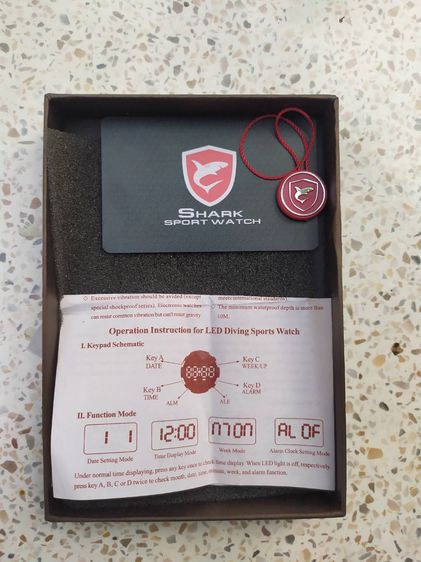 SHARK
SPORT WATCH
◇ Excessive vibration should be avided (except
special shockproof series). Electronic watches
can resist common vibration but can't resist gravity.
meets international standards)
◇ The minimum waterproof depth is more than
10M.
Operation Instruction for LED Diving Sports Watch
I. Keypad Schematic
Key A
DATE
Key C
WEEK/UP
Key B
TIME
Key D
ALARM
ALM
ALE
II. Function Mode
1 1
12:00
MON
AL OF
Date Setting Mode
Time Display Mode
Week Mode
Alarm Clock Setting Mode
Under normal time displaying, press any key once to check time display. When LED light is off, respectively
press key A, B, C or D twice to check month, date, time, minute, week, and alarm function.